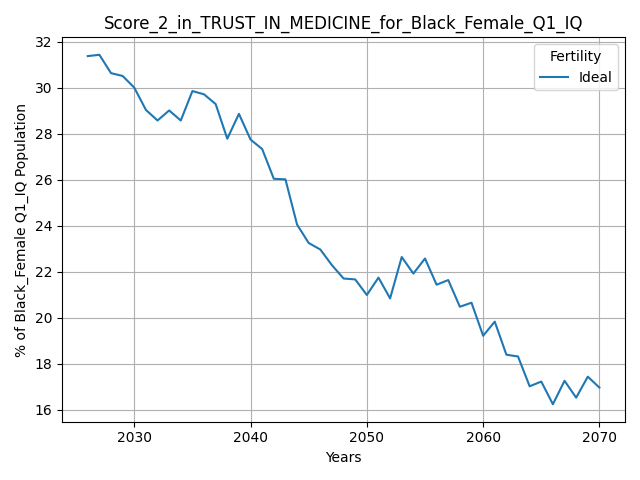 Score_2_in_TRUST_IN_MEDICINE_for_Black_Female_Q1_IQ
Fertility
Ideal
% of Black_Female Q1_IQ Population
32
30
28
26
24
22
20
18
16
2030
2040
2050
2060
2070
Years